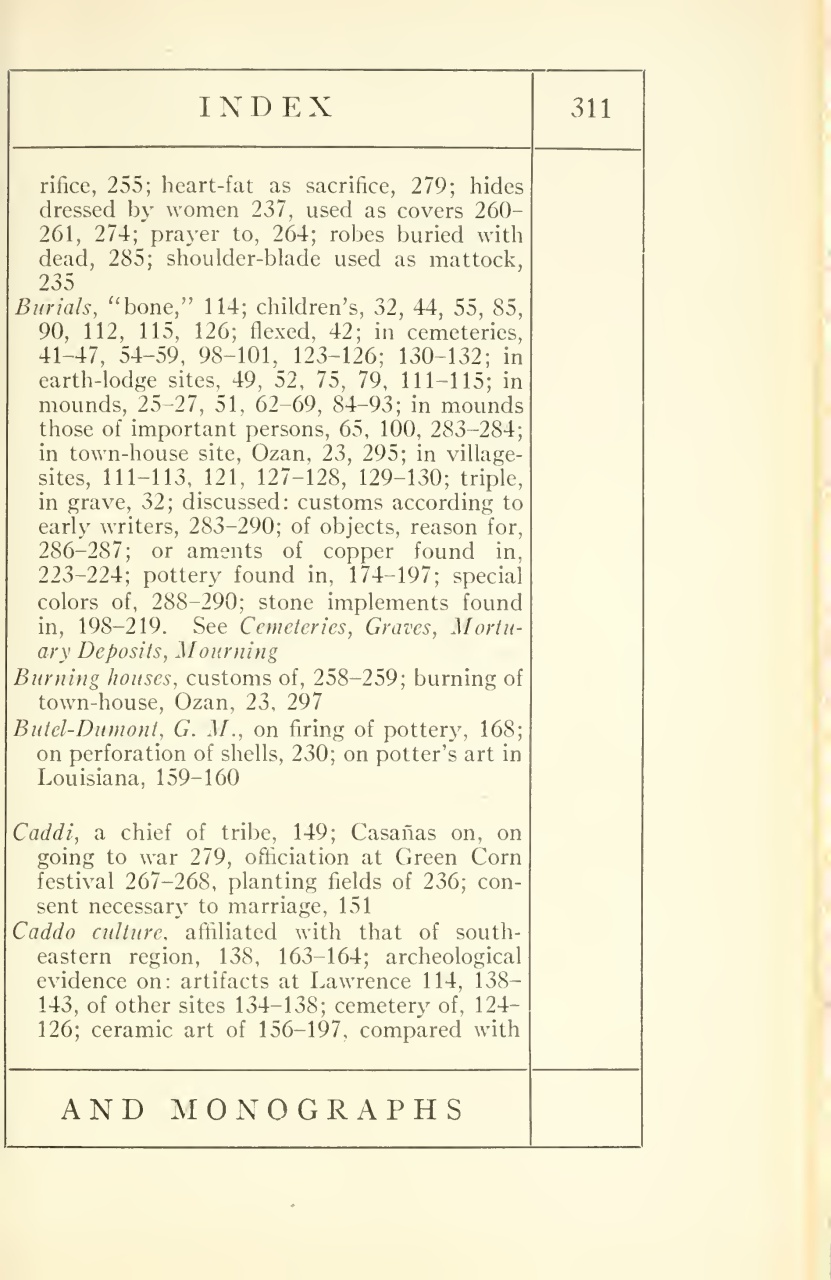 INDEX
311
rifice, 255; heart-fat as sacrifice, 279; hides
dressed by women 237, used as covers 260–
261, 274; prayer to, 264; robes buried with
dead, 285; shoulder-blade used as mattock,
235
Burials, “bone,” 114; children’s, 32, 44, 55, 85,
90, 112, 115, 126; flexed, 42; in cemeteries,
41–47, 54–59, 98–101, 123–126; 130–132; in
earth-lodge sites, 49, 52, 75, 79, 111–115; in
mounds, 25–27, 51, 62–69, 84–93; in mounds
those of important persons, 65, 100, 283–284;
in town-house site, Ozan, 23, 295; in village-
sites, 111–113, 121, 127–128, 129–130; triple,
in grave, 32; discussed: customs according to
early writers, 283–290; of objects, reason for,
286–287; or aments of copper found in,
223–224; pottery found in, 174–197; special
colors of, 288–290; stone implements found
in, 198–219. See Cemeteries, Graves, Mortu-
ary Deposits, Mourning
Burning houses, customs of, 258–259; burning of
town-house, Ozan, 23, 297
Butel-Dumont, G. M., on firing of pottery, 168;
on perforation of shells, 230; on potter’s art in
Louisiana, 159–160
Caddi, a chief of tribe, 149; Casañas on, on
going to war 279, officiation at Green Corn
festival 267–268, planting fields of 236; con-
sent necessary to marriage, 151
Caddo culture, affiliated with that of south-
eastern region, 138, 163–164; archeological
evidence on: artifacts at Lawrence 114, 138–
143, of other sites 134–138; cemetery of, 124–
126; ceramic art of 156–197, compared with
AND MONOGRAPHS